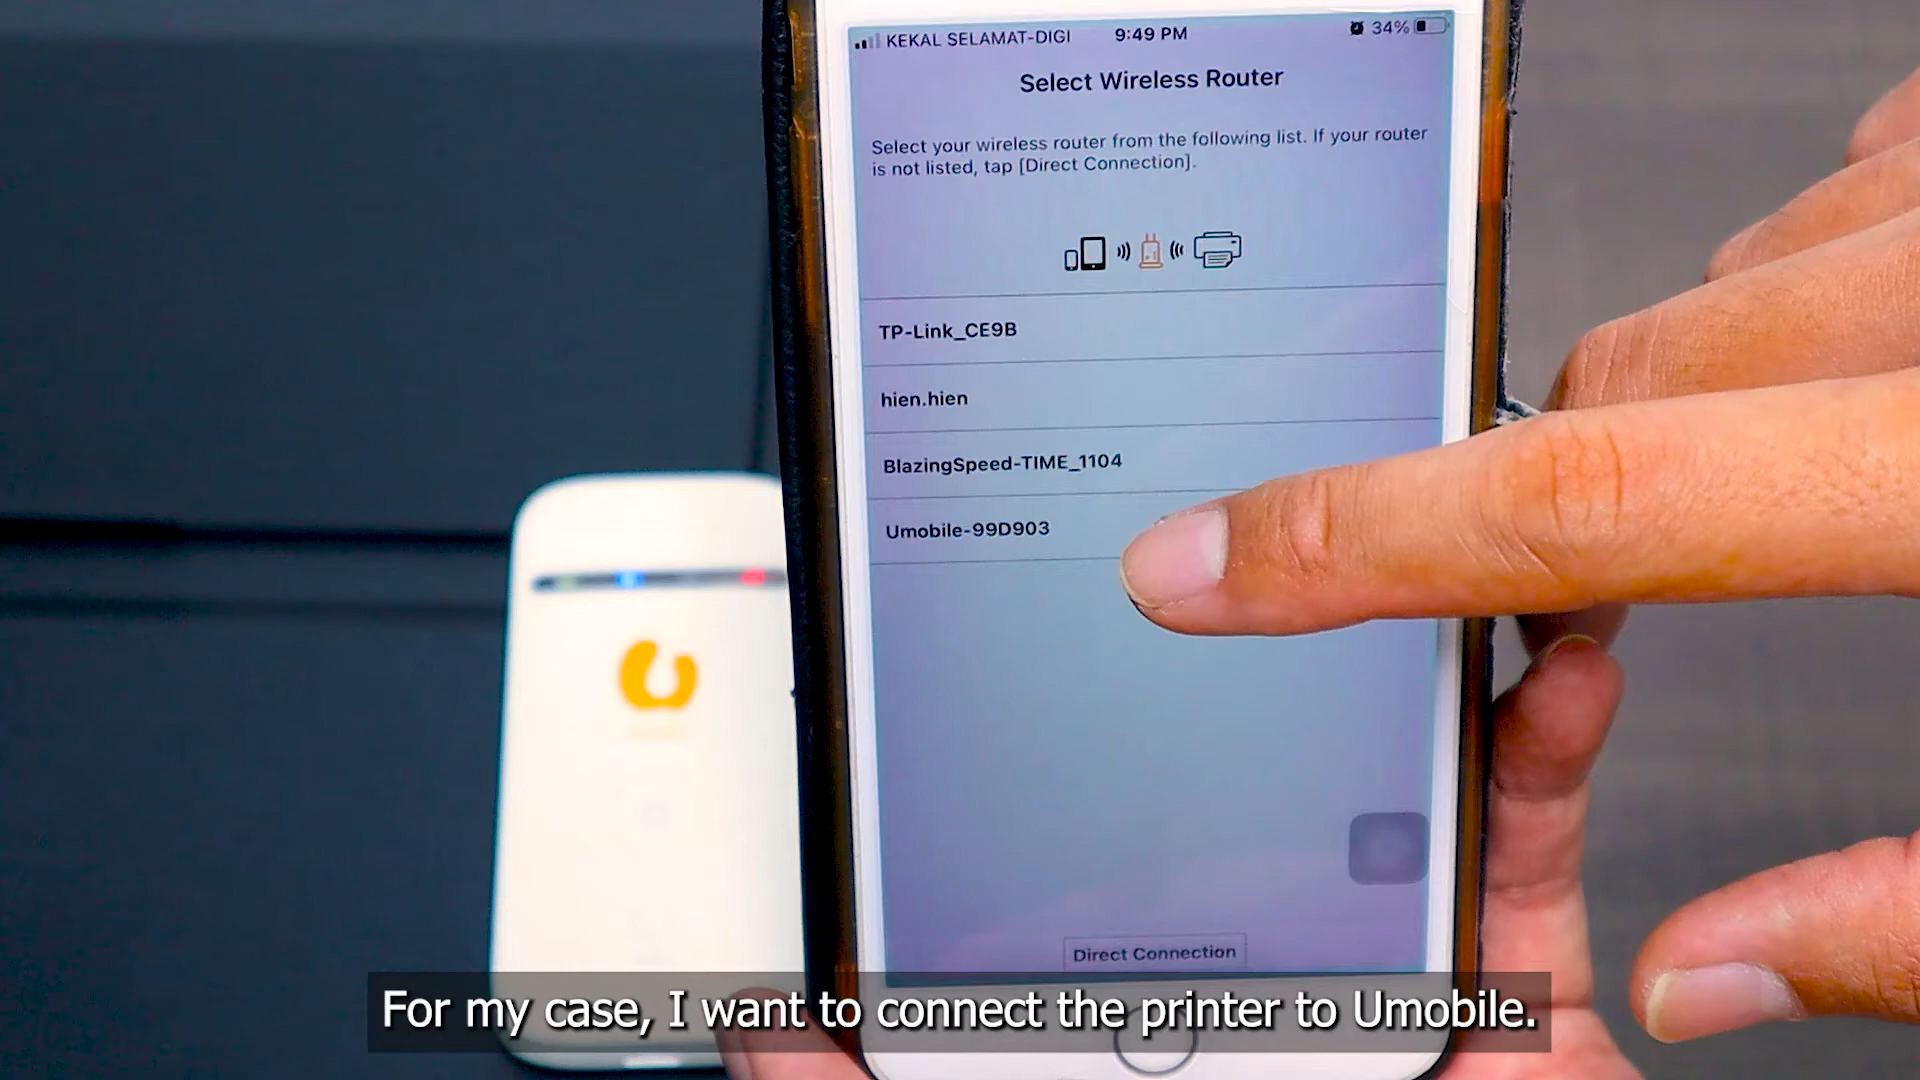 KEKAL SELAMAT-DIGI 9:49 PM 34%
Select Wireless Router
Select your wireless router from the following list. If your router
is not listed, tap [Direct Connection].
TP-Link_CE9B
hien.hien
BlazingSpeed-TIME_1104
Umobile-99D903
Direct Connection
For my case, I want to connect the printer to Umobile.